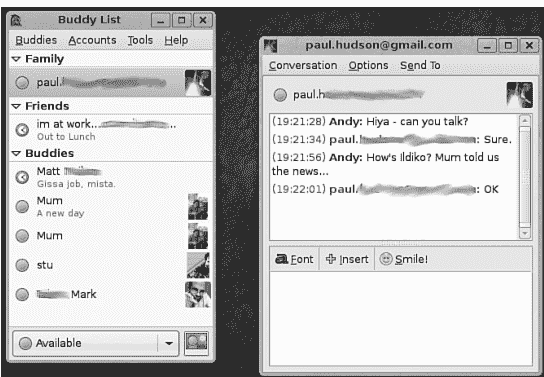 Buddy List
Buddies Accounts Tools Help
Family
paul.
Friends
im at work... ..
Out to Lunch
Buddies
Matt
Gissa job, mista.
Mum
A new day
Mum
stu
Mark
Available
paul.hudson@gmail.com
Conversation Options Send To
paul.h
(19:21:28) Andy: Hiya - can you talk?
(19:21:34) paul. : Sure.
(19:21:56) Andy: How's Ildiko? Mum told us
the news...
(19:22:01) paul. : OK
Font Insert Smile!